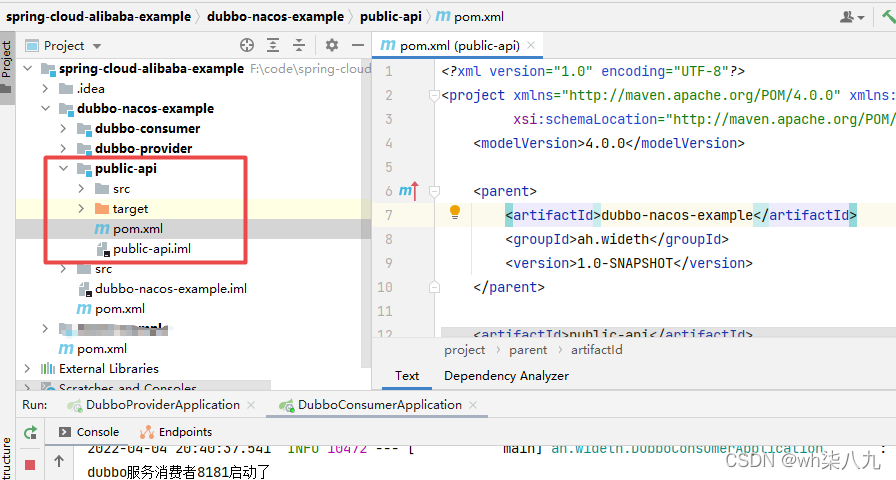 spring-cloud-alibaba-example > dubbo-nacos-example > public-api > pom.xml
Project
Project
pom.xml (public-api)
spring-cloud-alibaba-example F:\code\spring-cloud
.idea
dubbo-nacos-example
dubbo-consumer
dubbo-provider
public-api
src
target
pom.xml
public-api.iml
src
dubbo-nacos-example.iml
pom.xml
pom.xml
External Libraries
Scratches and Consoles
1 <?xml version="1.0" encoding="UTF-8"?>
2 <project xmlns="http://maven.apache.org/POM/4.0.0" xmlns:
3 xsi:schemaLocation="http://maven.apache.org/POM/
4 <modelVersion>4.0.0</modelVersion>
5
6 <parent>
7 <artifactId>dubbo-nacos-example</artifactId>
8 <groupId>ah.wideth</groupId>
9 <version>1.0-SNAPSHOT</version>
10 </parent>
11
12 <artifactId>public-api</artifactId>
project > parent > artifactId
Text Dependency Analyzer
Run: DubboProviderApplication DubboConsumerApplication
Console Endpoints
tructure
2022-04-04 20:40:37.541 INFO 10472 --- [ main] ah.wideth.DubboConsumerApplication :
dubbo服务消费者8181启动了
CSDN @wh柒八九